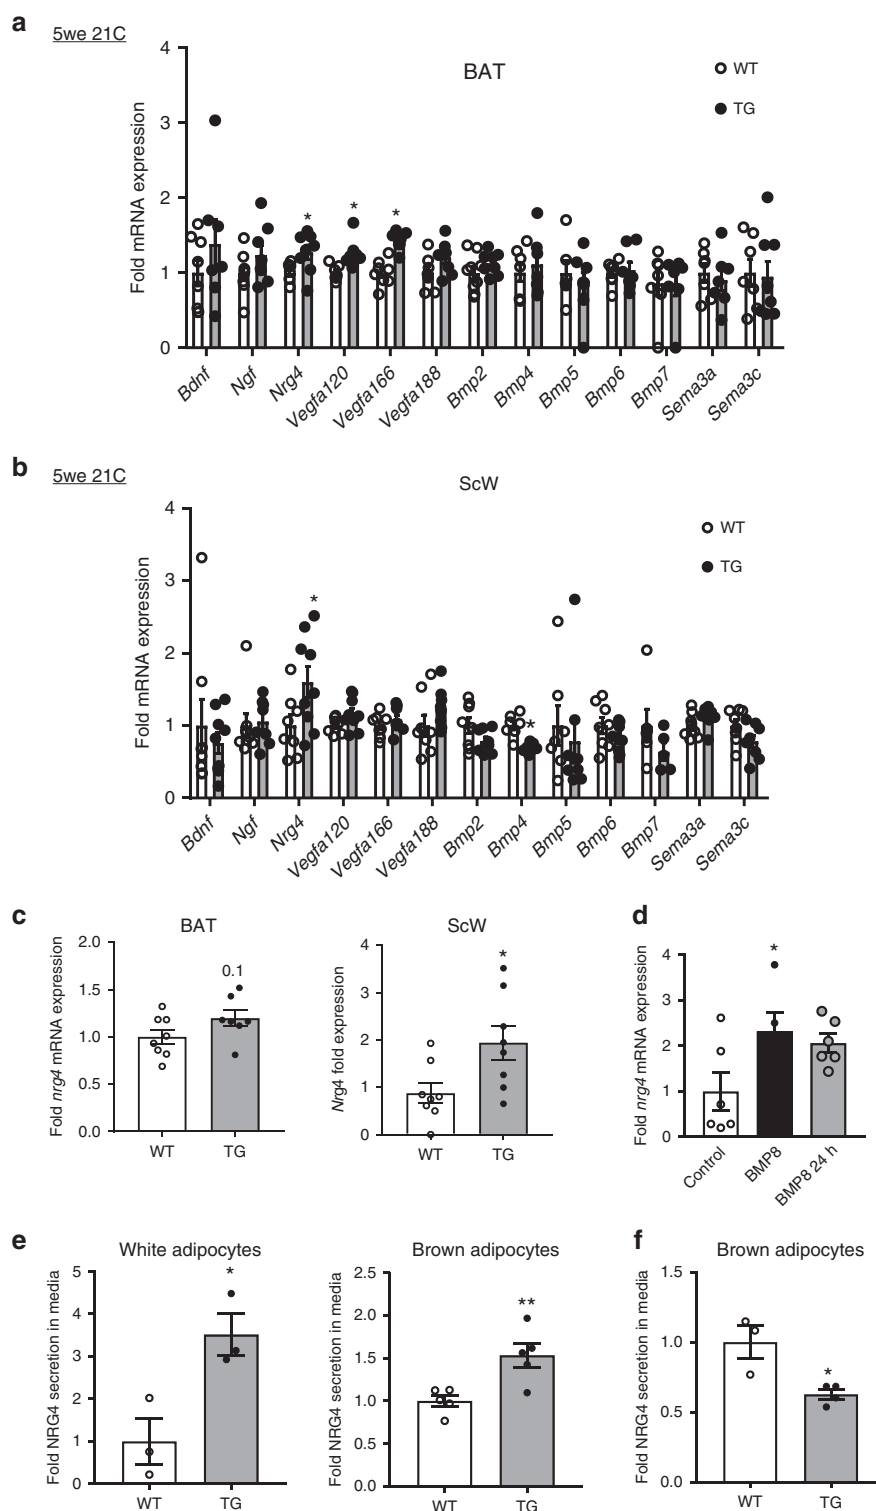 a
5we 21C
BAT
WT
TG
Fold mRNA expression
4
3
2
1
0
* * *
Bdnf Ngf Nrg4 Vegfa120 Vegfa166 Vegfa188 Bmp2 Bmp4 Bmp5 Bmp6 Bmp7 Sema3a Sema3c
b
5we 21C
ScW
WT
TG
Fold mRNA expression
4
3
2
1
0
* *
Bdnf Ngf Nrg4 Vegfa120 Vegfa166 Vegfa188 Bmp2 Bmp4 Bmp5 Bmp6 Bmp7 Sema3a Sema3c
c
BAT
Fold nrg4 mRNA expression
2.0
1.5
1.0
0.5
0.0
0.1
WT TG
ScW
Nrg4 fold expression
4
3
2
1
0
*
WT TG
d
Fold nrg4 mRNA expression
4
3
2
1
0
*
Control BMP8 BMP8 24 h
e
White adipocytes
Fold NRG4 secretion in media
5
4
3
2
1
0
*
WT TG
Brown adipocytes
Fold NRG4 secretion in media
2.5
2.0
1.5
1.0
0.5
0.0
**
WT TG
f
Brown adipocytes
Fold NRG4 secretion in media
1.5
1.0
0.5
0.0
*
WT TG